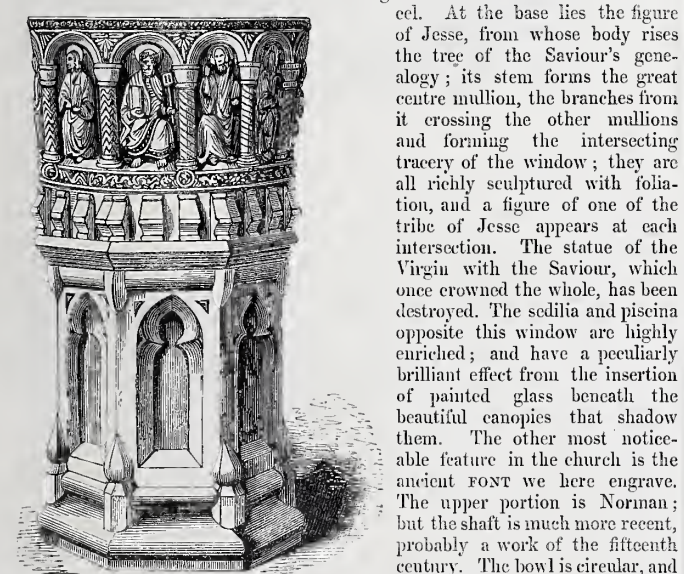 cel. At the base lies the figure
of Jesse, from whose body rises
the tree of the Saviour's gene-
alogy; its stem forms the great
centre mullion, the branches from
it crossing the other mullions
and forming the intersecting
tracery of the window; they are
all richly sculptured with folia-
tion, and a figure of one of the
tribe of Jesse appears at each
intersection. The statue of the
Virgin with the Saviour, which
once crowned the whole, has been
destroyed. The sedilia and piscina
opposite this window are highly
enriched; and have a peculiarly
brilliant effect from the insertion
of painted glass beneath the
beautiful canopies that shadow
them. The other most notice-
able feature in the church is the
ancient FONT we here engrave.
The upper portion is Norman;
but the shaft is much more recent,
probably a work of the fifteenth
century. The bowl is circular, and